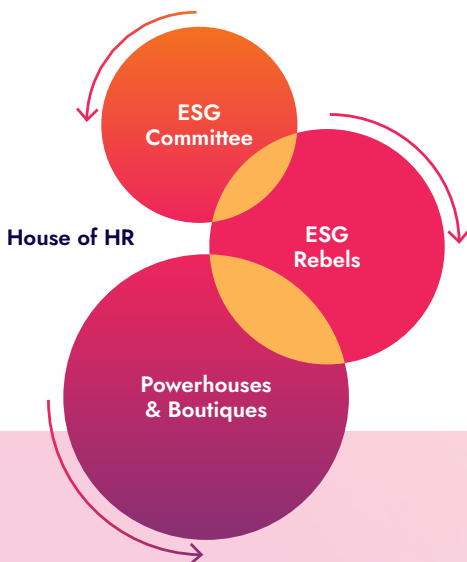 ESG
Committee
House of HR
ESG
Rebels
Powerhouses
& Boutiques